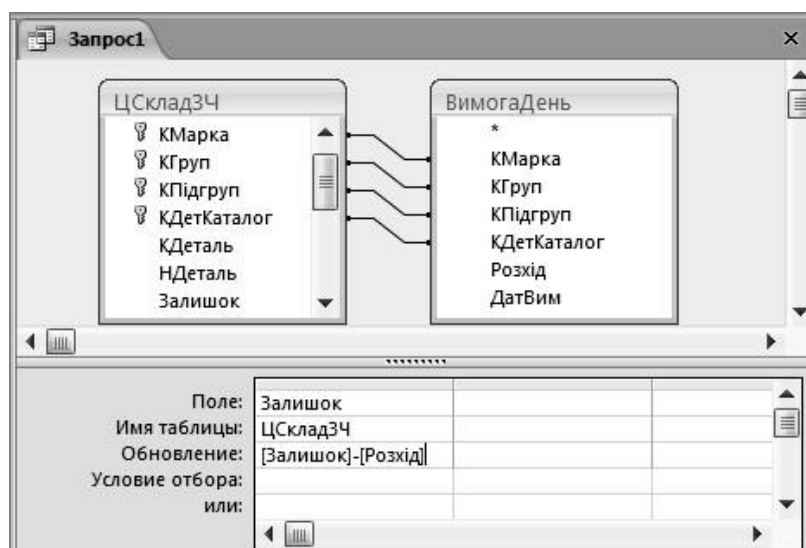 Запрос1
ЦСкладЗЧ
КМарка
КГруп
КПідгруп
КДетКаталог
КДеталь
НДеталь
Залишок
ВимогаДень
*
КМарка
КГруп
КПідгруп
КДетКаталог
Розхід
ДатВим
Поле: Залишок
Имя таблицы: ЦСкладЗЧ
Обновление: [Залишок]-[Розхід]
Условие отбора:
или: